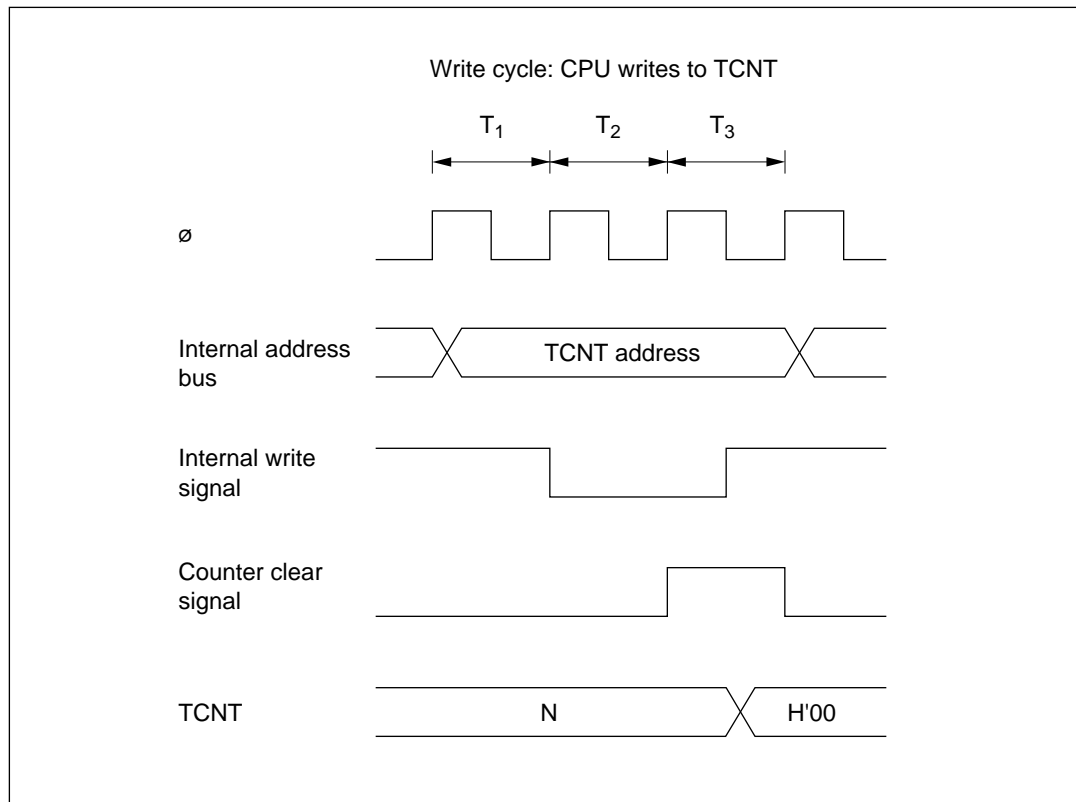 Write cycle: CPU writes to TCNT
T1 T2 T3
ø
Internal address
bus
TCNT address
Internal write
signal
Counter clear
signal
TCNT
N
H'00